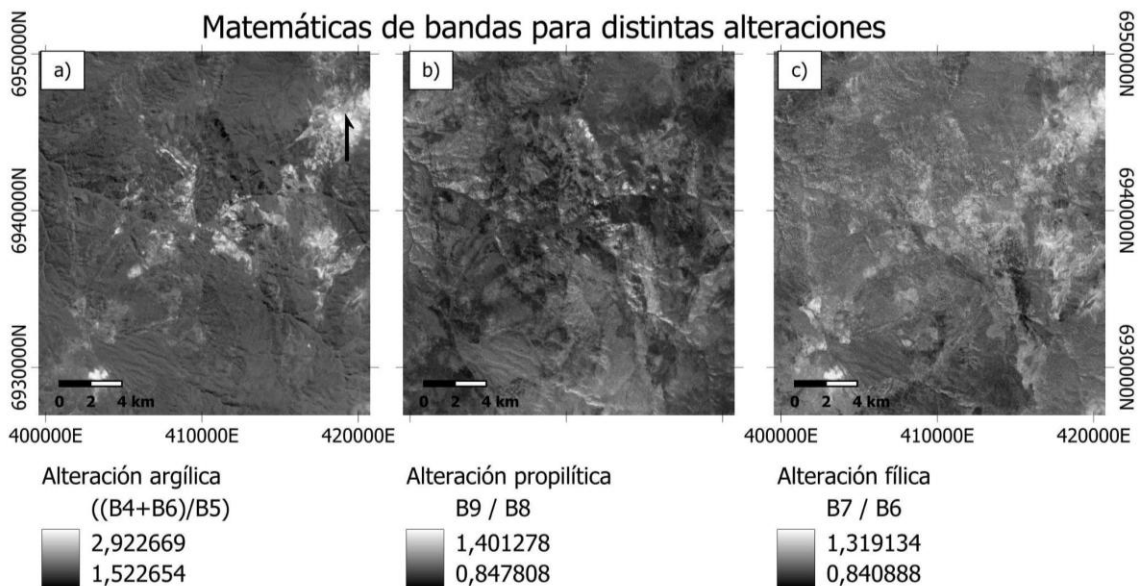 Matemáticas de bandas para distintas alteraciones
a)
b)
c)
6950000N
6940000N
6930000N
6950000N
6940000N
6930000N
0 2 4 km
0 2 4 km
0 2 4 km
400000E 410000E 420000E
400000E 410000E 420000E
Alteración argílica
((B4+B6)/B5)
2,922669
1,522654
Alteración propilítica
B9 / B8
1,401278
0,847808
Alteración fílica
B7 / B6
1,319134
0,840888